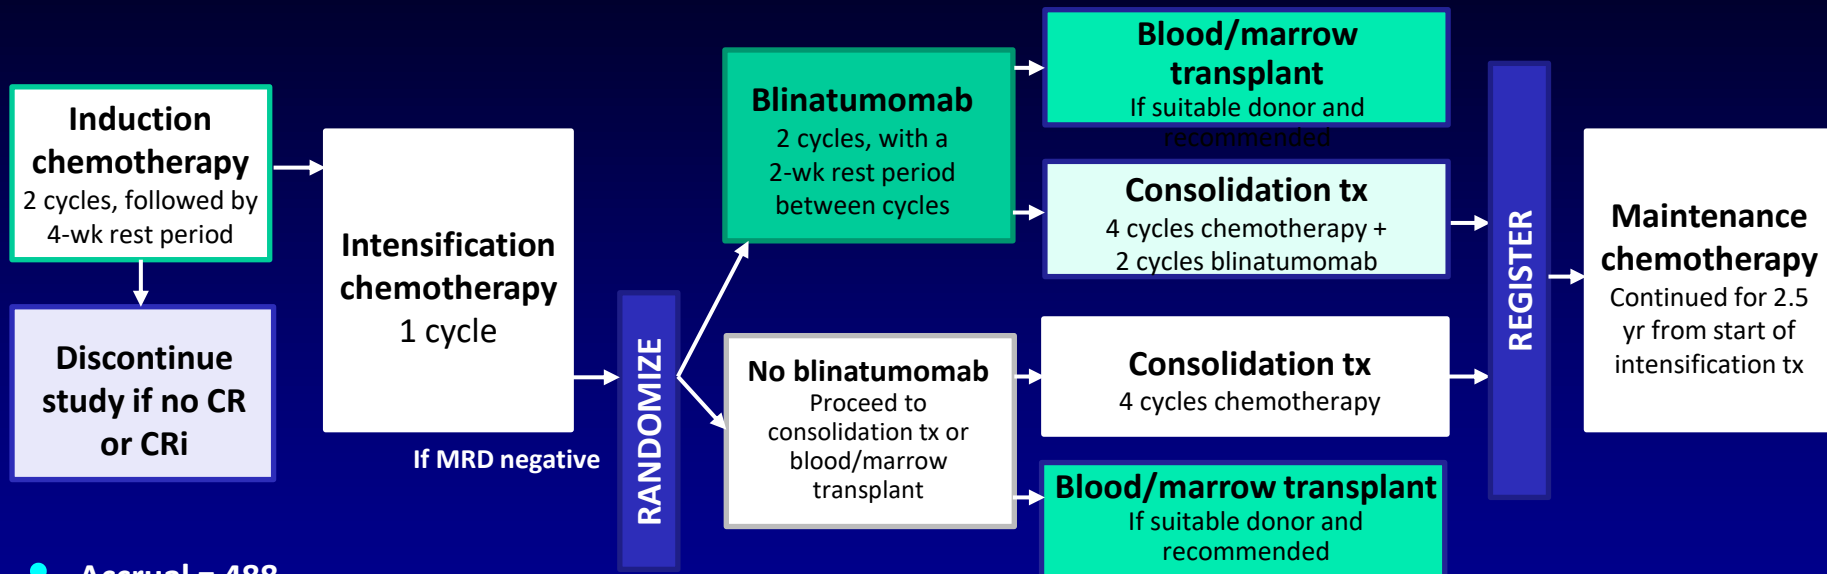 Induction
chemotherapy
2 cycles, followed by
4-wk rest period
Discontinue
study if no CR
or CRi
Intensification
chemotherapy
1 cycle
If MRD negative
RANDOMIZE
Blinatumomab
2 cycles, with a
2-wk rest period
between cycles
No blinatumomab
Proceed to
consolidation tx or
blood/marrow
transplant
Blood/marrow
transplant
If suitable donor and
recommended
Consolidation tx
4 cycles chemotherapy +
2 cycles blinatumomab
Consolidation tx
4 cycles chemotherapy
Blood/marrow transplant
If suitable donor and
recommended
REGISTER
Maintenance
chemotherapy
Continued for 2.5
yr from start of
intensification tx
Accrual = 488